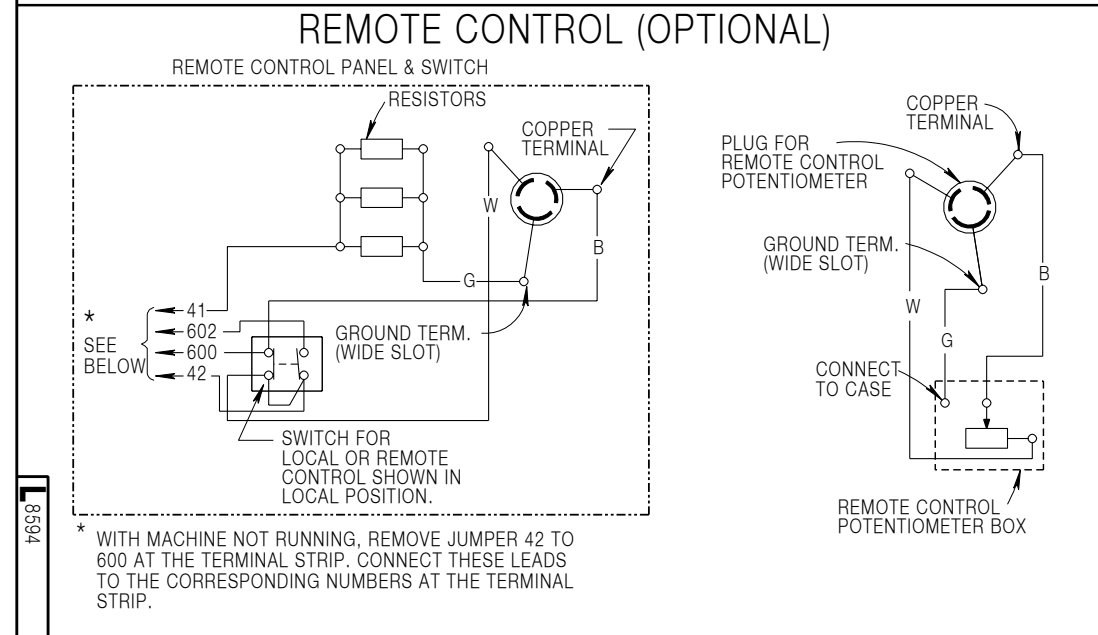 REMOTE CONTROL (OPTIONAL)
REMOTE CONTROL PANEL & SWITCH
RESISTORS
COPPER
TERMINAL
W
B
G
GROUND TERM.
(WIDE SLOT)
*
SEE
BELOW
41
602
600
42
SWITCH FOR
LOCAL OR REMOTE
CONTROL SHOWN IN
LOCAL POSITION.
* WITH MACHINE NOT RUNNING, REMOVE JUMPER 42 TO
600 AT THE TERMINAL STRIP. CONNECT THESE LEADS
TO THE CORRESPONDING NUMBERS AT THE TERMINAL
STRIP.
COPPER
TERMINAL
PLUG FOR
REMOTE CONTROL
POTENTIOMETER
GROUND TERM.
(WIDE SLOT)
B
W
G
CONNECT
TO CASE
REMOTE CONTROL
POTENTIOMETER BOX
L8594